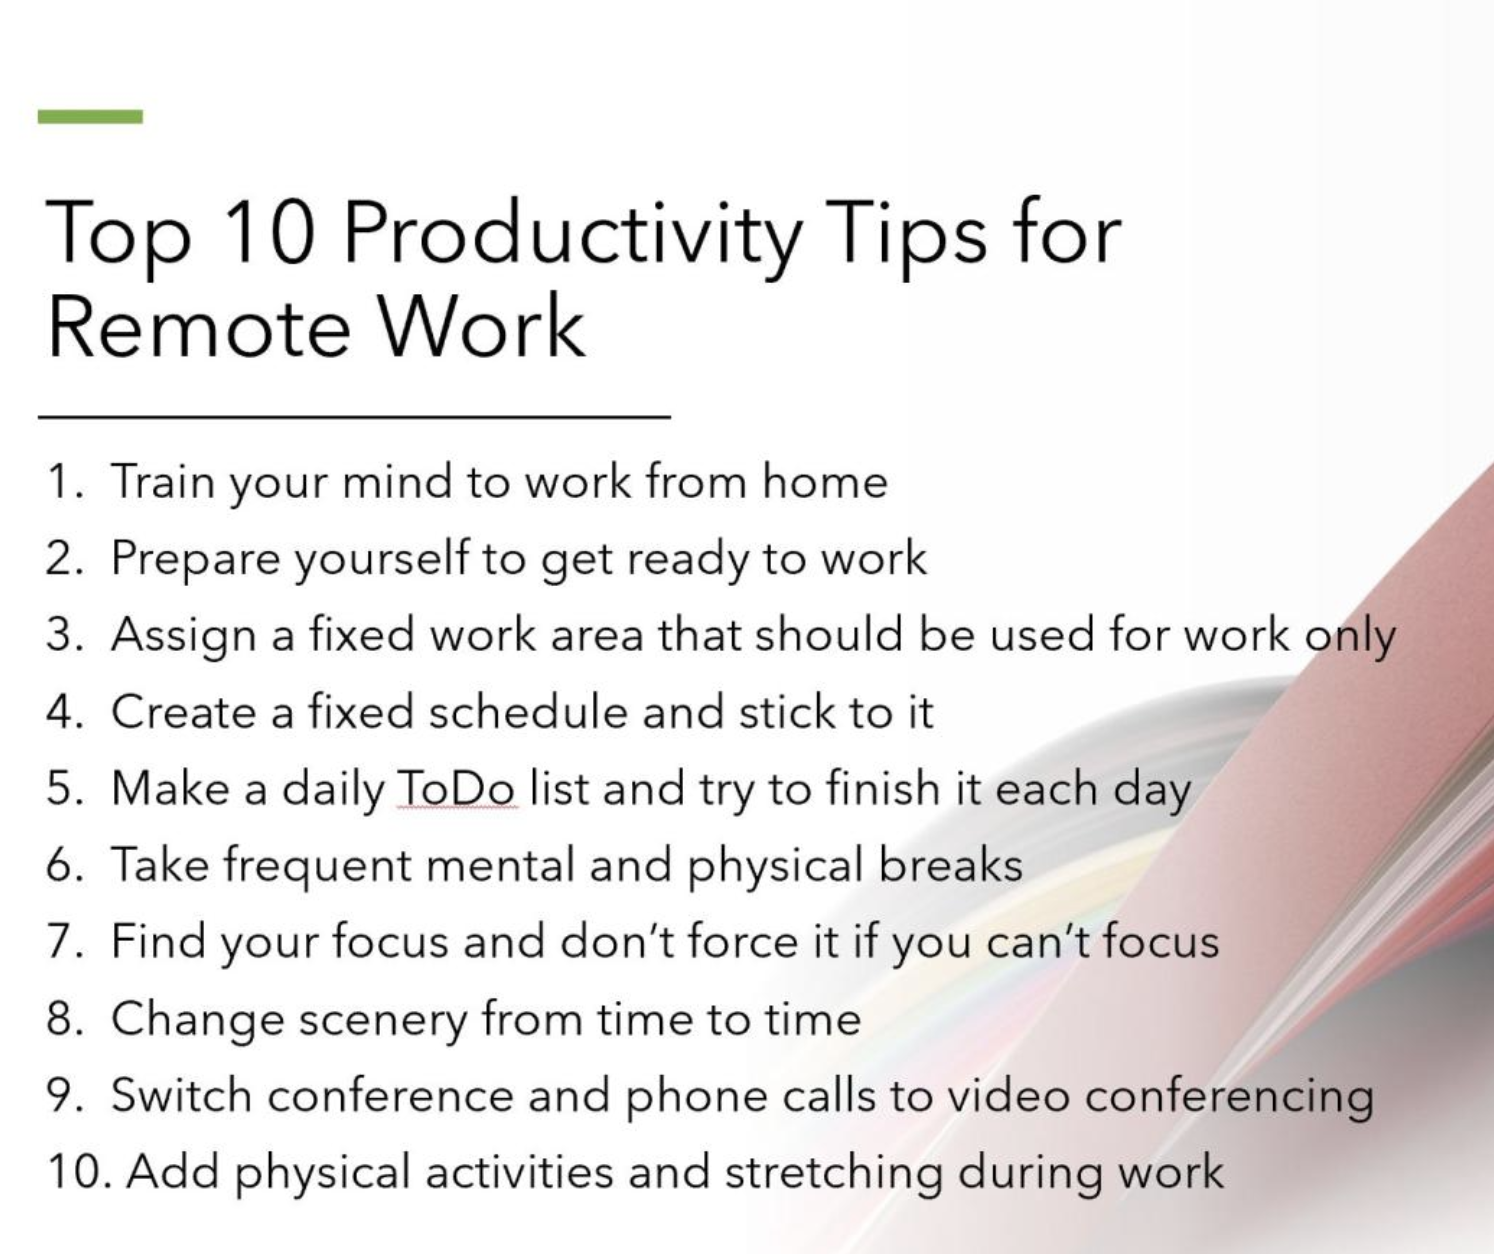 Top 10 Productivity Tips for
Remote Work
1. Train your mind to work from home
2. Prepare yourself to get ready to work
3. Assign a fixed work area that should be used for work only
4. Create a fixed schedule and stick to it
5. Make a daily ToDo list and try to finish it each day
6. Take frequent mental and physical breaks
7. Find your focus and don’t force it if you can’t focus
8. Change scenery from time to time
9. Switch conference and phone calls to video conferencing
10. Add physical activities and stretching during work